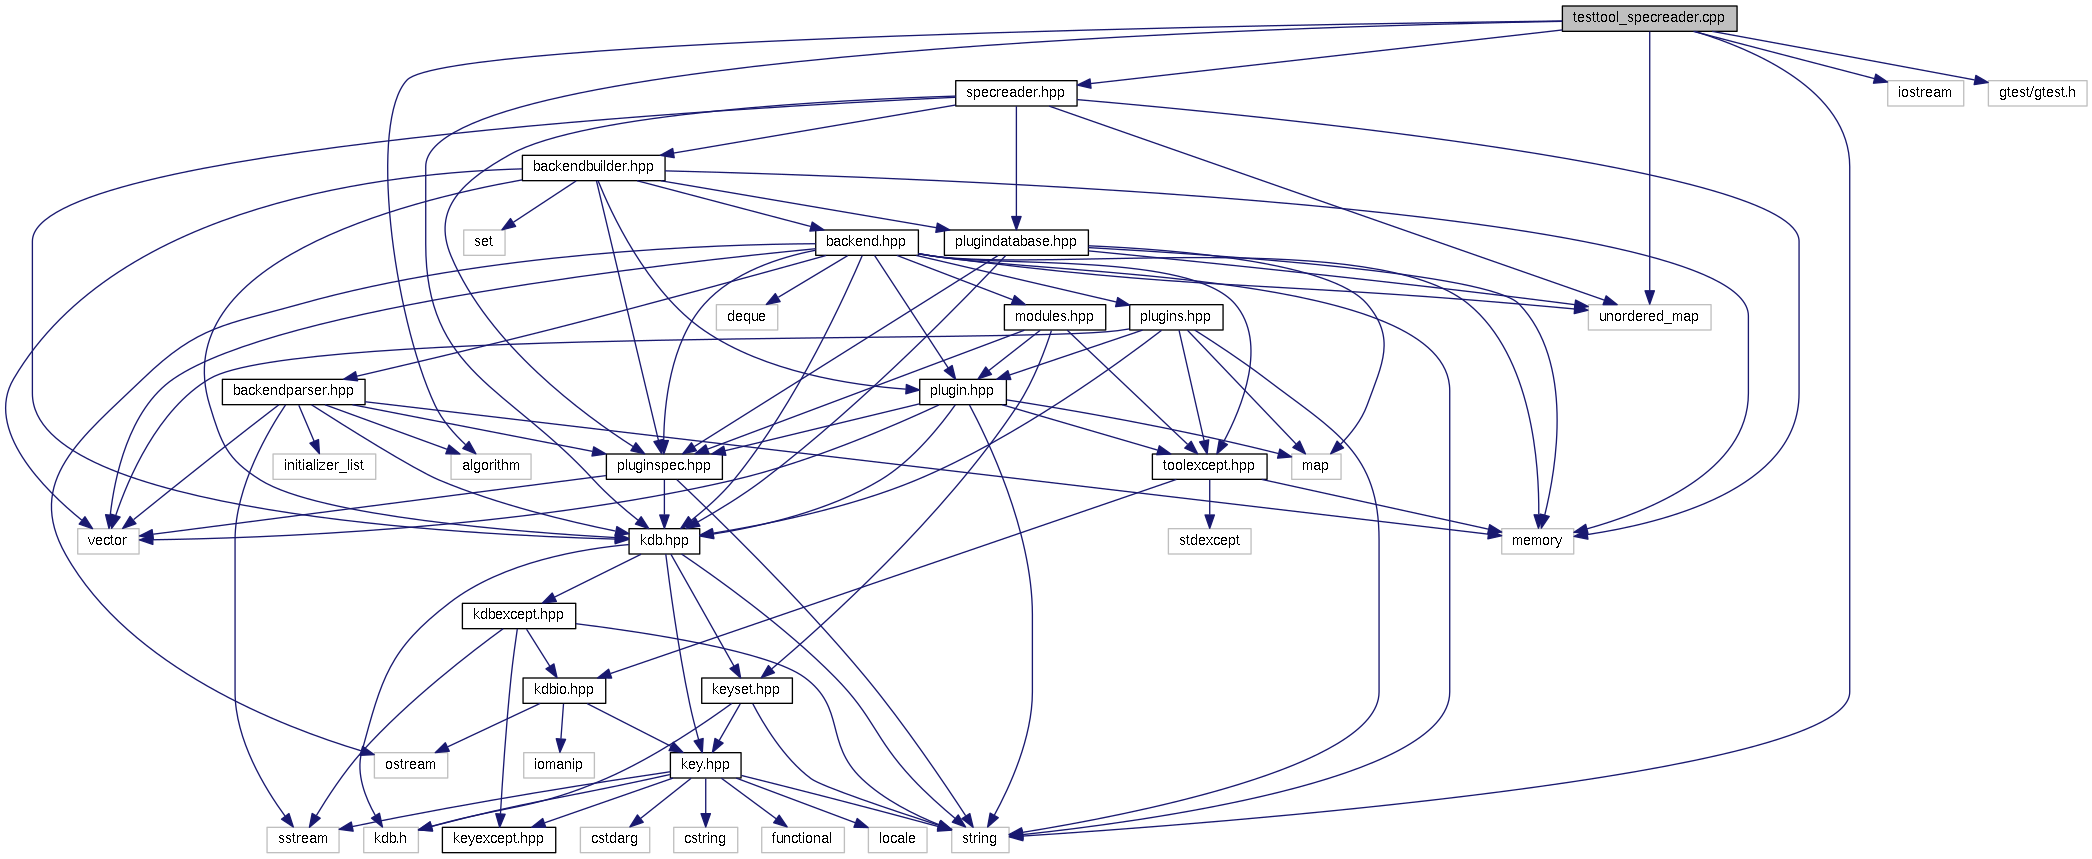 testtool_specreader.cpp
specreader.hpp
iostream
gtest/gtest.h
backendbuilder.hpp
set
backend.hpp
plugindatabase.hpp
deque
modules.hpp
plugins.hpp
unordered_map
backendparser.hpp
plugin.hpp
initializer_list
algorithm
pluginspec.hpp
toolexcept.hpp
map
vector
kdb.hpp
stdexcept
memory
kdbexcept.hpp
kdbio.hpp
keyset.hpp
ostream
iomanip
key.hpp
sstream
kdb.h
keyexcept.hpp
cstdarg
cstring
functional
locale
string